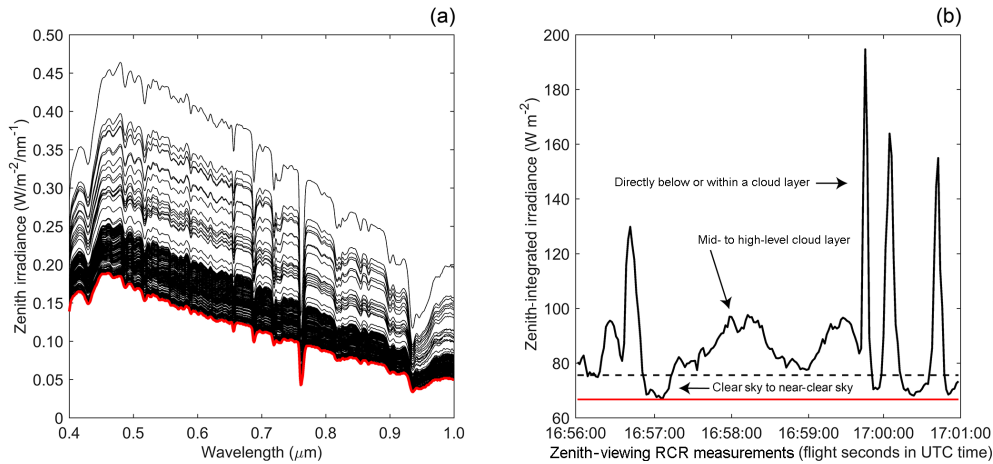 (a)
Zenith irradiance (W/m-2/nm-1)
0.50
0.45
0.40
0.35
0.30
0.25
0.20
0.15
0.10
0.05
0
0.4 0.5 0.6 0.7 0.8 0.9 1.0
Wavelength (μm)
(b)
Zenith-integrated irradiance (W m-2)
200
180
160
140
120
100
80
60
Directly below or within a cloud layer
Mid- to high-level cloud layer
Clear sky to near-clear sky
16:56:00 16:57:00 16:58:00 16:59:00 17:00:00 17:01:00
Zenith-viewing RCR measurements (flight seconds in UTC time)